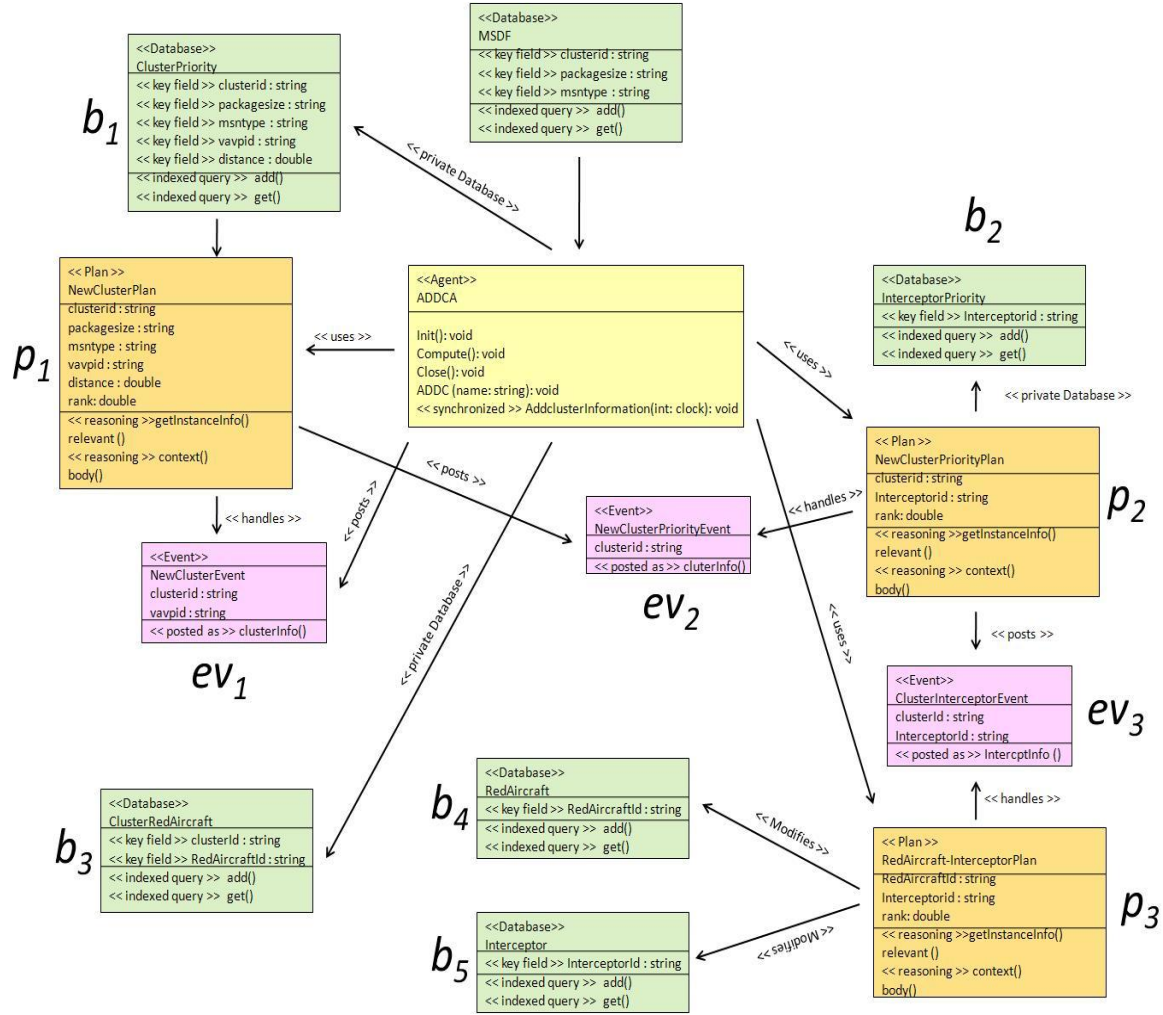 <<Database>>
MSDF
<< key field >> clusterid : string
<< key field >> packagesize : string
<< key field >> msntype : string
<< indexed query >> add()
<< indexed query >> get()
<<Database>>
ClusterPriority
<< key field >> clusterid : string
<< key field >> packagesize : string
<< key field >> msntype : string
<< key field >> vavpid : string
<< key field >> distance : double
<< indexed query >> add()
<< indexed query >> get()
b1
<< private Database >>
b2
<< Plan >>
NewClusterPlan
clusterid : string
packagesize : string
msntype : string
vavpid : string
distance : double
rank: double
<< reasoning >>getInstanceInfo()
relevant ()
<< reasoning >> context()
body()
p1
<< uses >>
<<Agent>>
ADDCA
Init(): void
Compute(): void
Close(): void
ADDC (name: string): void
<< synchronized >> AddclusterInformation(int: clock): void
<< uses >>
<<Database>>
InterceptorPriority
<< key field >> Interceptorid : string
<< indexed query >> add()
<< indexed query >> get()
<< private Database >>
<< Plan >>
NewClusterPriorityPlan
clusterid : string
Interceptorid : string
rank: double
<< reasoning >>getInstanceInfo()
relevant ()
<< reasoning >> context()
body()
p2
<< posts >>
<< posts >>
<< handles >>
<< handles >>
<<Event>>
NewClusterEvent
clusterid : string
vavpid : string
<< posted as >> clusterInfo()
ev1
<<Event>>
NewClusterPriorityEvent
clusterid : string
<< posted as >> cluterInfo()
ev2
<< private Database >>
<< uses >>
<< posts >>
<<Event>>
ClusterInterceptorEvent
clusterId : string
InterceptorId : string
<< posted as >> IntercptInfo ()
ev3
<< handles >>
<<Database>>
ClusterRedAircraft
<< key field >> clusterId : string
<< key field >> RedAircraftId : string
<< indexed query >> add()
<< indexed query >> get()
b3
<<Database>>
RedAircraft
<< key field >> RedAircraftId : string
<< indexed query >> add()
<< indexed query >> get()
b4
<< Modifies >>
<< Plan >>
RedAircraft-InterceptorPlan
RedAircraftId : string
Interceptorid : string
rank: double
<< reasoning >>getInstanceInfo()
relevant ()
<< reasoning >> context()
body()
p3
<<Database>>
Interceptor
<< key field >> InterceptorId : string
<< indexed query >> add()
<< indexed query >> get()
b5
<< Modifies >>